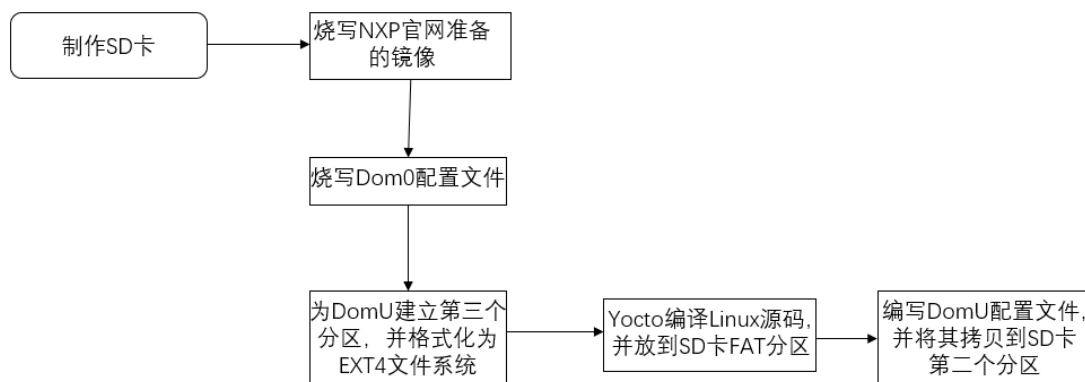 制作SD卡
烧写NXP官网准备
的镜像
烧写Dom0配置文件
为DomU建立第三个
分区，并格式化为
EXT4文件系统
Yocto编译Linux源码,
并放到SD卡FAT分区
编写DomU配置文件,
并将其拷贝到SD卡
第二个分区